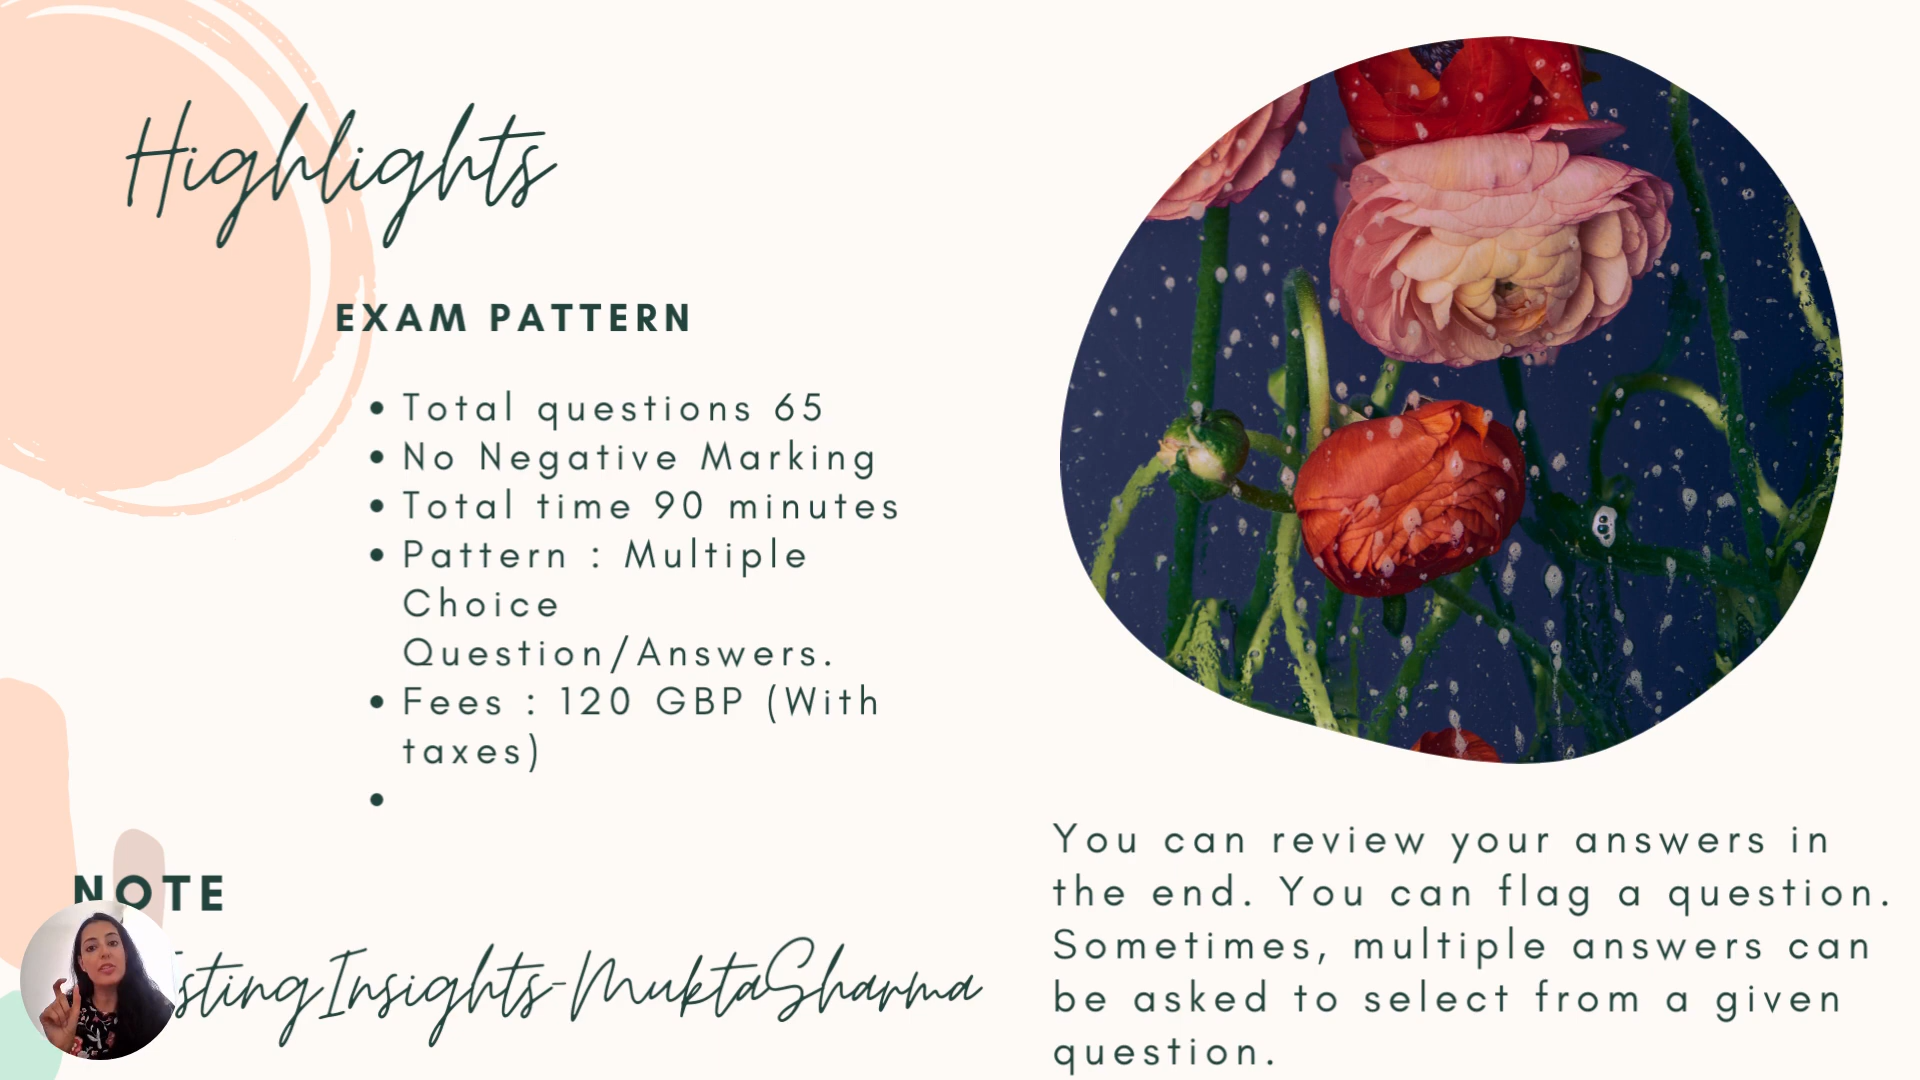 Highlights
EXAM PATTERN
• Total questions 65
• No Negative Marking
• Total time 90 minutes
• Pattern : Multiple
Choice
Question/Answers.
• Fees : 120 GBP (With
taxes)
•
NOTE
stingInsights-MuktaSharma
You can review your answers in
the end. You can flag a question.
Sometimes, multiple answers can
be asked to select from a given
question.